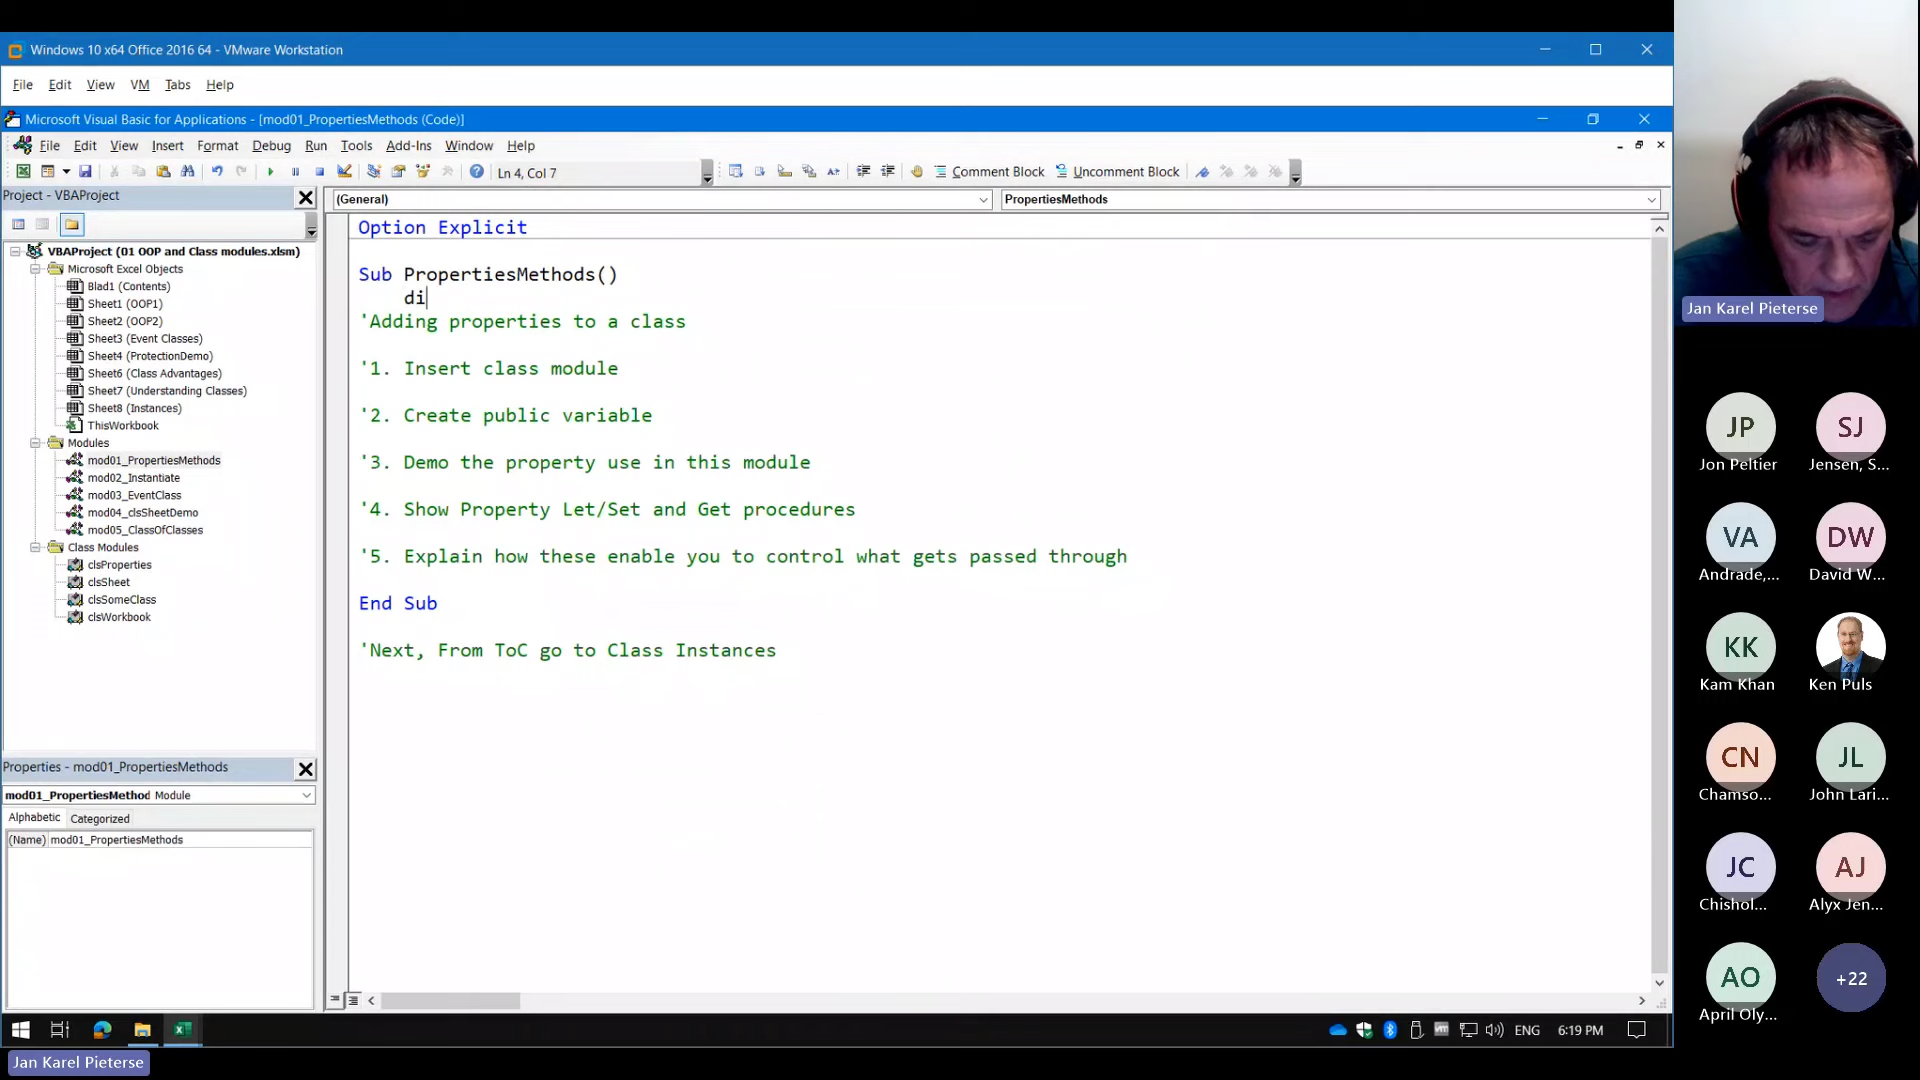 Windows 10 x64 Office 2016 64 - VMware Workstation
File Edit View VM Tabs Help
Microsoft Visual Basic for Applications - [mod01_PropertiesMethods (Code)]
File Edit View Insert Format Debug Run Tools Add-Ins Window Help
Ln 4, Col 7
Comment Block Uncomment Block
Project - VBAProject
(General)
PropertiesMethods
VBAProject (01 OOP and Class modules.xlsm)
Microsoft Excel Objects
Blad1 (Contents)
Sheet1 (OOP1)
Sheet2 (OOP2)
Sheet3 (Event Classes)
Sheet4 (ProtectionDemo)
Sheet6 (Class Advantages)
Sheet7 (Understanding Classes)
Sheet8 (Instances)
ThisWorkbook
Modules
mod01_PropertiesMethods
mod02_Instantiate
mod03_EventClass
mod04_clsSheetDemo
mod05_ClassOfClasses
Class Modules
clsProperties
clsSheet
clsSomeClass
clsWorkbook
Properties - mod01_PropertiesMethods
mod01_PropertiesMethod Module
Alphabetic Categorized
(Name) mod01_PropertiesMethods
Option Explicit
Sub PropertiesMethods()
di
'Adding properties to a class
'1. Insert class module
'2. Create public variable
'3. Demo the property use in this module
'4. Show Property Let/Set and Get procedures
'5. Explain how these enable you to control what gets passed through
End Sub
'Next, From ToC go to Class Instances
ENG 6:19 PM
Jan Karel Pieterse
Jan Karel Pieterse
JP
Jon Peltier
SJ
Jensen, S...
VA
Andrade,...
DW
David W...
KK
Kam Khan
Ken Puls
CN
Chamso...
JL
John Lari...
JC
Chishol...
AJ
Alyx Jen...
AO
April Oly...
+22